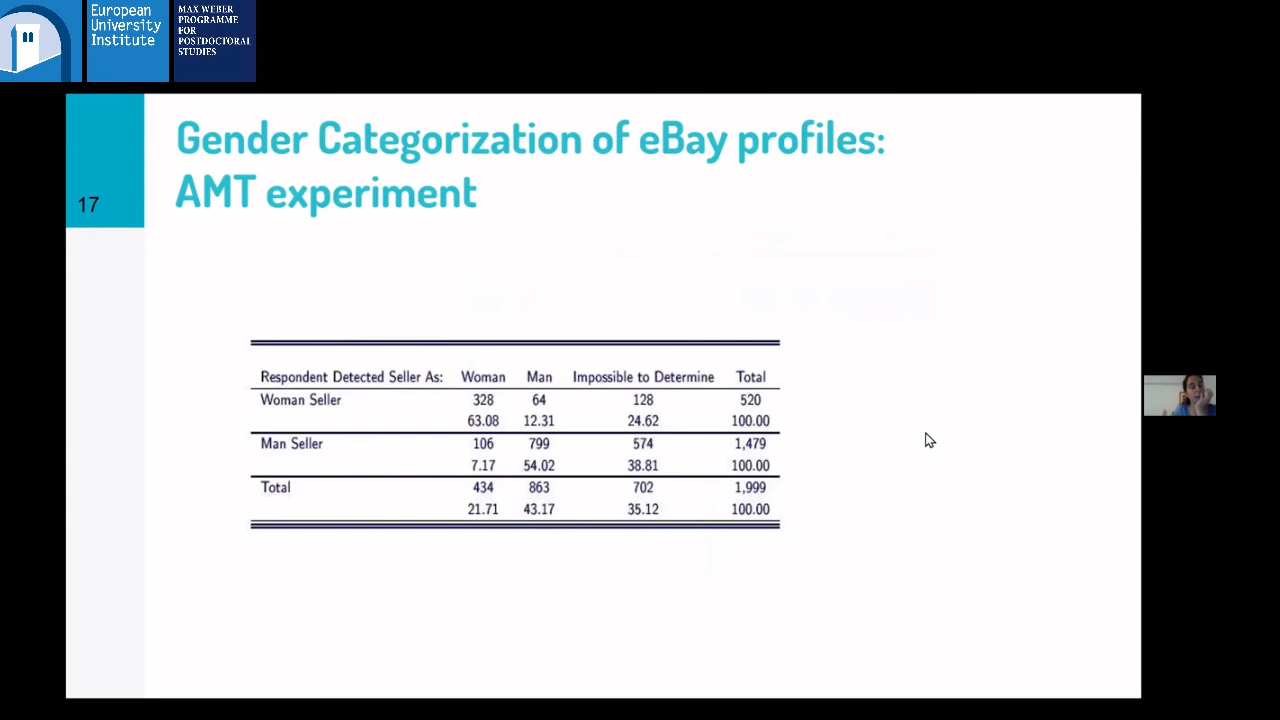 European
University
Institute
MAX WEBER
PROGRAMME
FOR
POSTDOCTORAL
STUDIES
Gender Categorization of eBay profiles:
AMT experiment
17
Respondent Detected Seller As: Woman Man Impossible to Determine Total
Woman Seller 328 64 128 520
63.08 12.31 24.62 100.00
Man Seller 106 799 574 1,479
7.17 54.02 38.81 100.00
Total 434 863 702 1,999
21.71 43.17 35.12 100.00